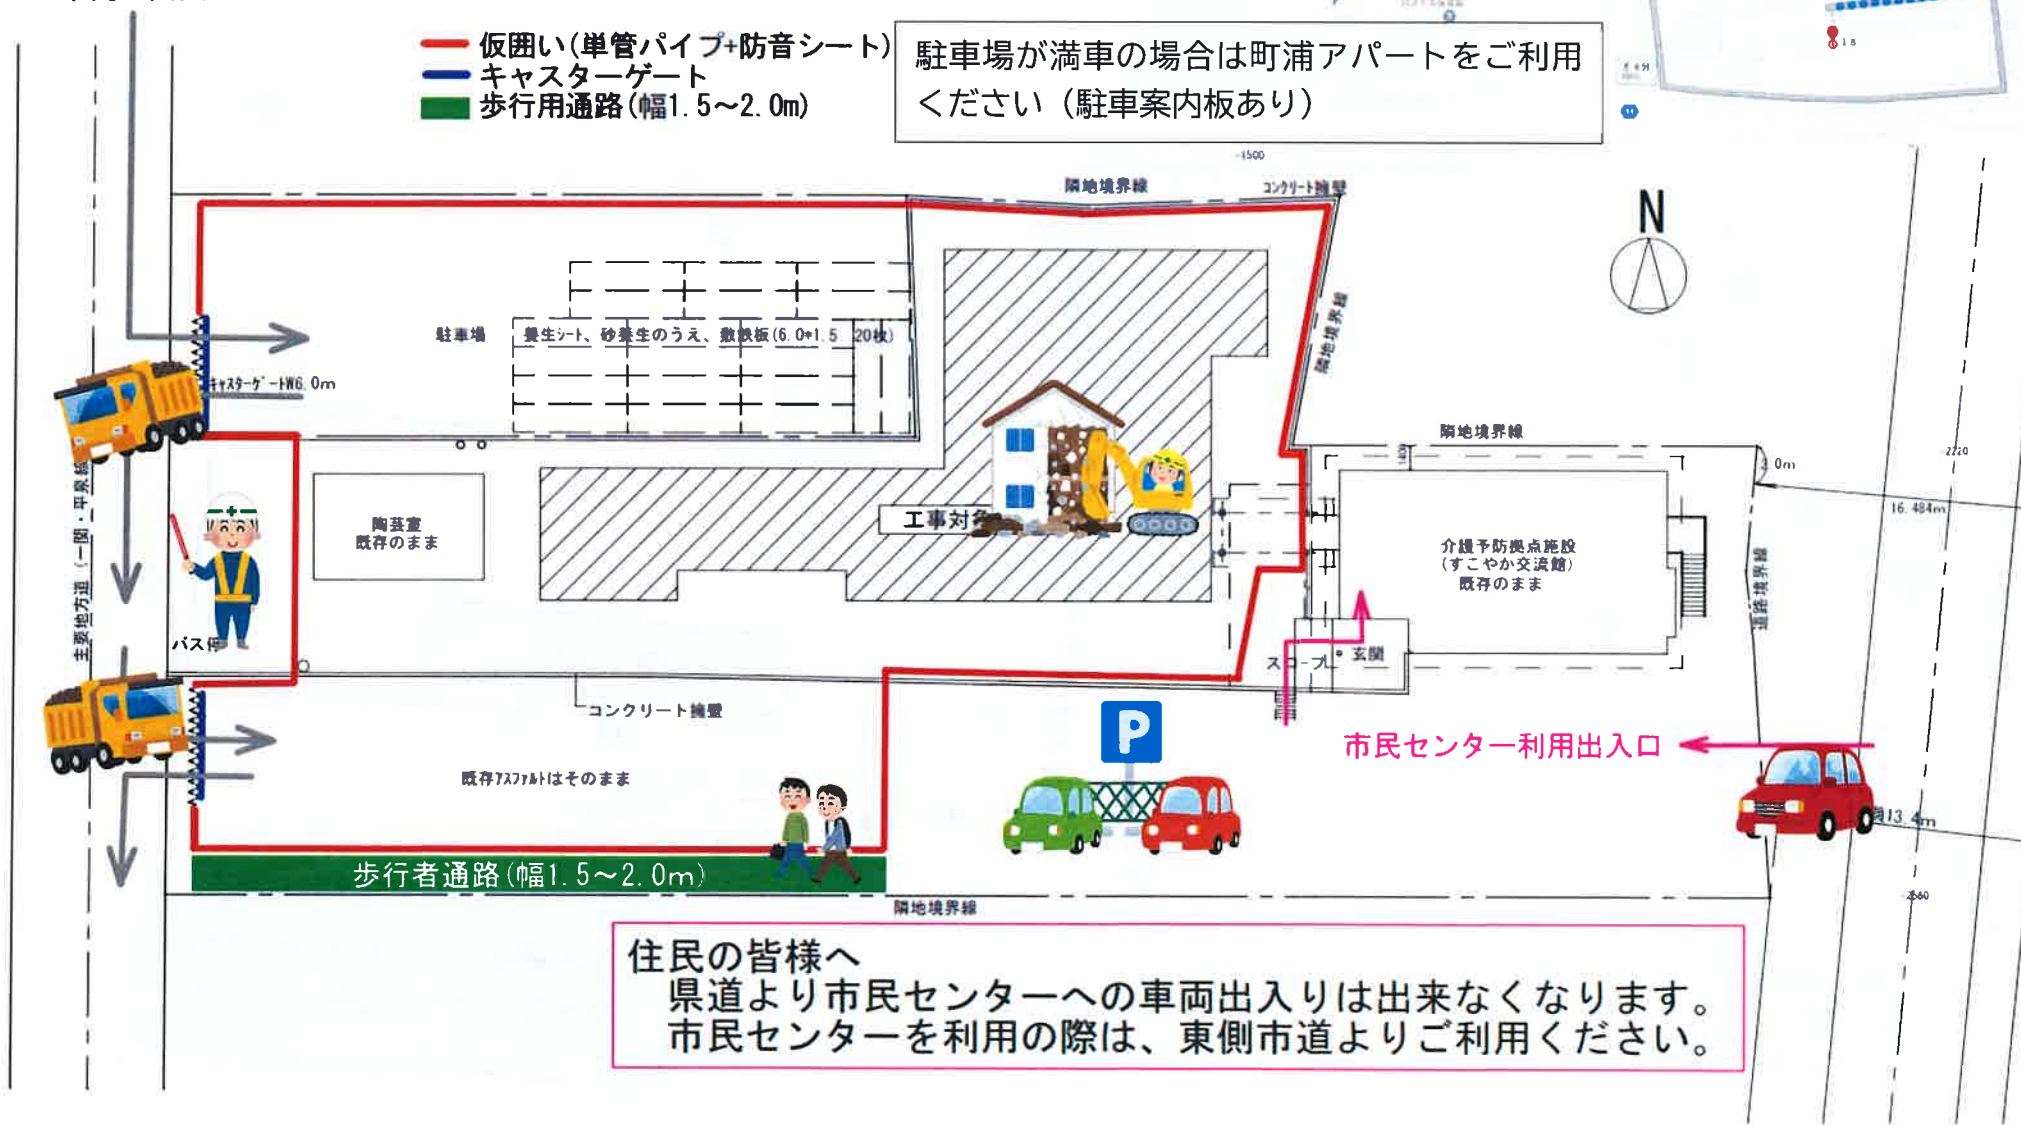 仮囲い(単管パイプ+防音シート)
キャスターゲート
歩行用通路(幅1.5～2.0m)
駐車場が満車の場合は町浦アパートをご利用
ください（駐車案内板あり）
-1500
隣地境界線
コンクリート擁壁
N
隣地境界線
駐車場
養生シート、砂養生のうえ、敷鉄板(6.0*1.5 20枚)
キャスターゲートW6.0m
隣地境界線
-2220
16.484m
陶芸室
既存のまま
工事対象
介護予防拠点施設
(すこやか交流館)
既存のまま
道路境界線
主要地方道（一関・平泉線
バス停
スロープ
玄関
コンクリート擁壁
P
市民センター利用出入口
既存アスファルトはそのまま
13.4m
歩行者通路(幅1.5～2.0m)
隣地境界線
住民の皆様へ
県道より市民センターへの車両出入りは出来なくなります。
市民センターを利用の際は、東側市道よりご利用ください。